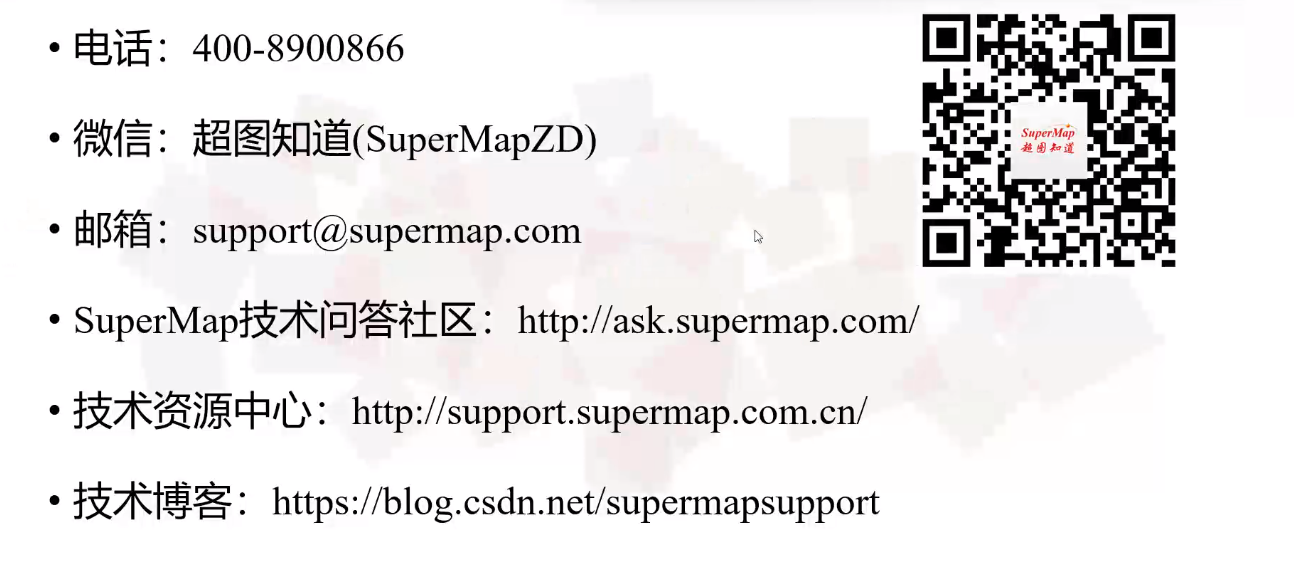 • 电话：400-8900866
• 微信：超图知道(SuperMapZD)
SuperMap
超图知道
• 邮箱：support@supermap.com
• SuperMap技术问答社区：http://ask.supermap.com/
• 技术资源中心：http://support.supermap.com.cn/
• 技术博客：https://blog.csdn.net/supermapsupport